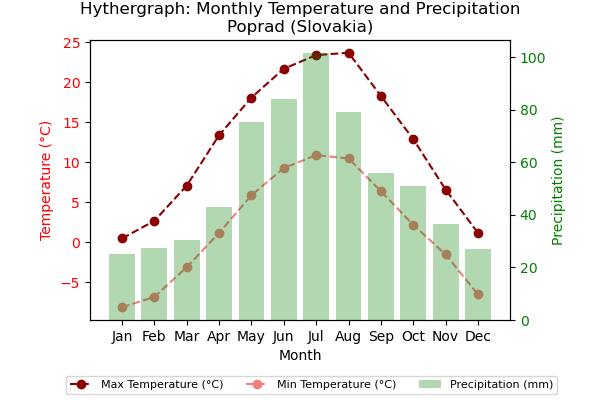 Hythergraph: Monthly Temperature and Precipitation
Poprad (Slovakia)
25
20
15
10
5
0
−5
Temperature (°C)
100
80
60
40
20
0
Precipitation (mm)
Jan Feb Mar Apr May Jun Jul Aug Sep Oct Nov Dec
Month
Max Temperature (°C) Min Temperature (°C) Precipitation (mm)